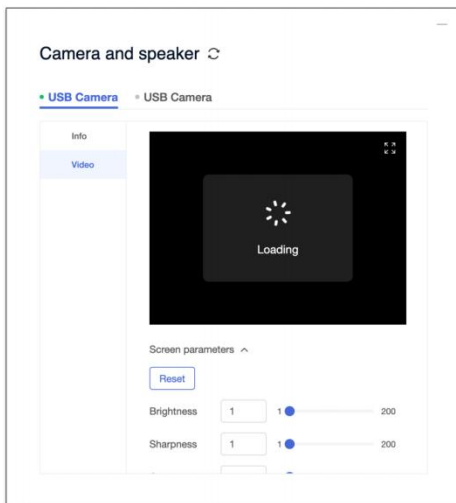 Camera and speaker
USB Camera USB Camera
Info
Video
Loading
Screen parameters
Reset
Brightness 1 1 200
Sharpness 1 1 200